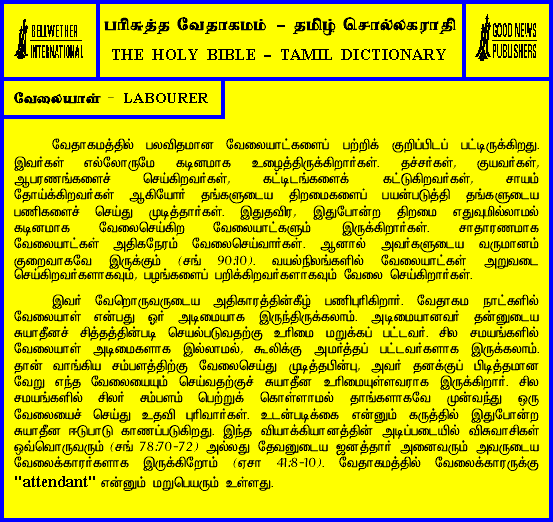 BELLWETHER
INTERNATIONAL
பரிசுத்த வேதாகமம் – தமிழ் சொல்லகராதி
THE HOLY BIBLE – TAMIL DICTIONARY
GOOD NEWS
PUBLISHERS
வேலையாள் – LABOURER
வேதாகமத்தில் பலவிதமான வேலையாட்களைப் பற்றிக் குறிப்பிடப் பட்டிருக்கிறது.
இவர்கள் எல்லோருமே கடினமாக உழைத்திருக்கிறார்கள். தச்சர்கள், குயவர்கள்,
ஆபரணங்களைச் செய்கிறவர்கள், கட்டிடங்களைக் கட்டுகிறவர்கள், சாயம்
தோய்க்கிறவர்கள் ஆகியோர் தங்களுடைய திறமைகளைப் பயன்படுத்தி தங்களுடைய
பணிகளைச் செய்து முடித்தார்கள். இதுதவிர, இதுபோன்ற திறமை எதுவுமில்லாமல்
கடினமாக வேலைசெய்கிற வேலையாட்களும் இருக்கிறார்கள். சாதாரணமாக
வேலையாட்கள் அதிகநேரம் வேலைசெய்வார்கள். ஆனால் அவர்களுடைய வருமானம்
குறைவாகவே இருக்கும் (சங் 90:10). வயல்நிலங்களில் வேலையாட்கள் அறுவடை
செய்கிறவர்களாகவும், பழங்களைப் பறிக்கிறவர்களாகவும் வேலை செய்கிறார்கள்.
இவர் வேறொருவருடைய அதிகாரத்தின்கீழ் பணிபுரிகிறார். வேதாகம நாட்களில்
வேலையாள் என்பது ஓர் அடிமையாக இருந்திருக்கலாம். அடிமையானவர் தன்னுடைய
சுயாதீனச் சித்தத்தின்படி செயல்படுவதற்கு உரிமை மறுக்கப் பட்டவர். சில சமயங்களில்
வேலையாள் அடிமைகளாக இல்லாமல், கூலிக்கு அமர்த்தப் பட்டவர்களாக இருக்கலாம்.
தான் வாங்கிய சம்பளத்திற்கு வேலைசெய்து முடித்தபின்பு, அவர் தனக்குப் பிடித்தமான
வேறு எந்த வேலையையும் செய்வதற்குச் சுயாதீன உரிமையுள்ளவராக இருக்கிறார். சில
சமயங்களில் சிலர் சம்பளம் பெற்றுக் கொள்ளாமல் தாங்களாகவே முன்வந்து ஒரு
வேலையைச் செய்து உதவி புரிவார்கள். உடன்படிக்கை என்னும் கருத்தில் இதுபோன்ற
சுயாதீன ஈடுபாடு காணப்படுகிறது. இந்த வியாக்கியானத்தின் அடிப்படையில் விசுவாசிகள்
ஒவ்வொருவரும் (சங் 78:70-72) அல்லது தேவனுடைய ஜனத்தார் அனைவரும் அவருடைய
வேலைக்காரர்களாக இருக்கிறோம் (ஏசா 41:8-10). வேதாகமத்தில் வேலைக்காரருக்கு
"attendant" என்னும் மறுபெயரும் உள்ளது.